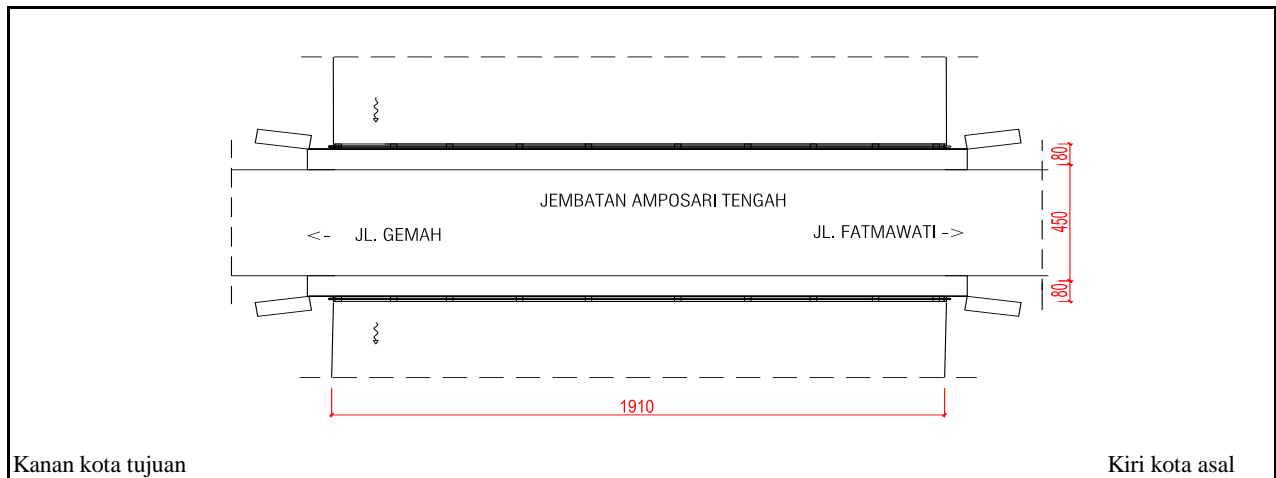 80
JEMBATAN AMPOSARI TENGAH
450
<- JL. GEMAH
JL. FATMAWATI ->
80
1910
Kanan kota tujuan
Kiri kota asal